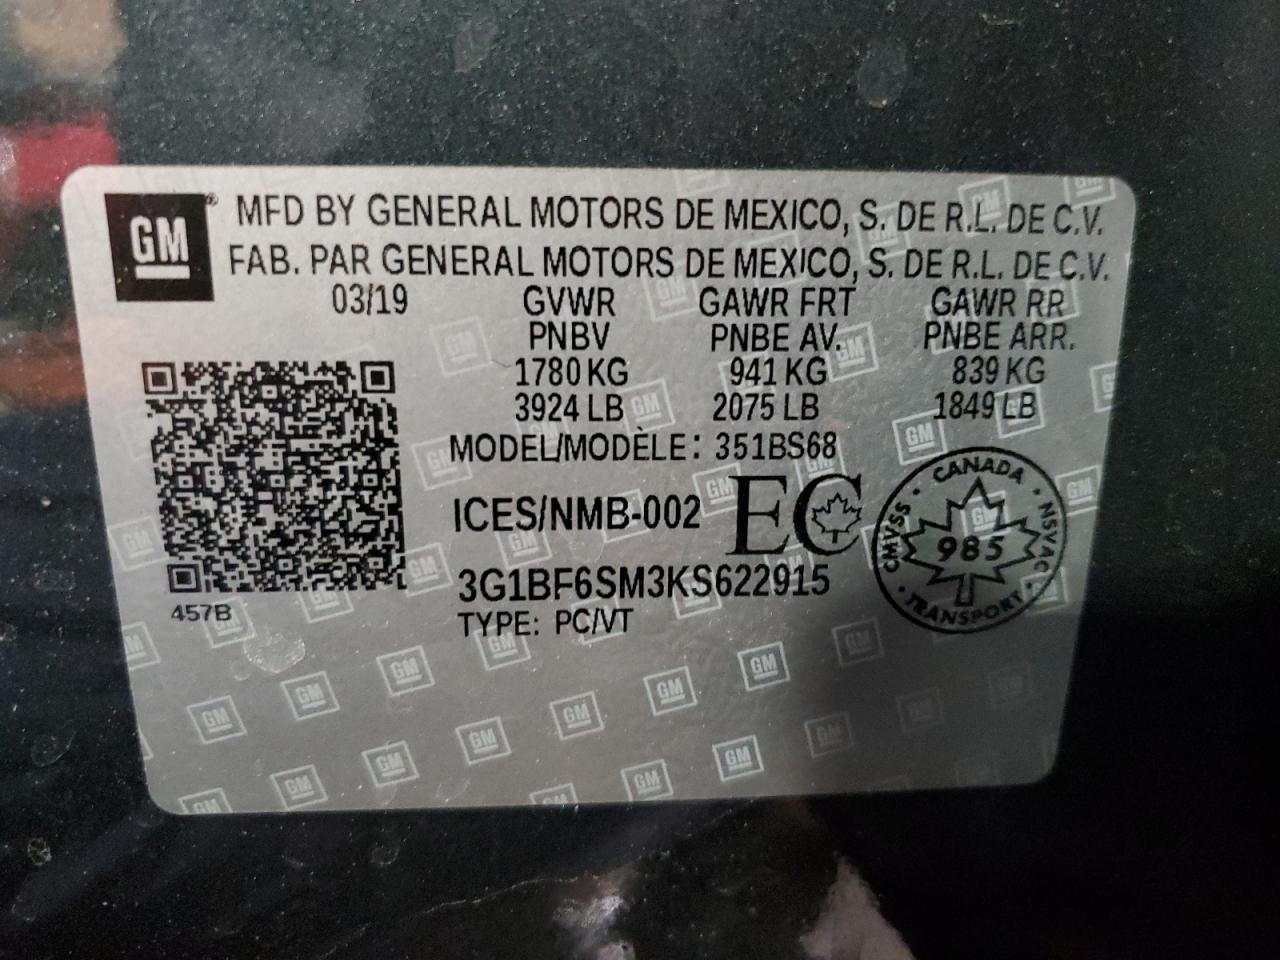 GM® MFD BY GENERAL MOTORS DE MEXICO, S. DE R.L. DE C.V.
FAB. PAR GENERAL MOTORS DE MEXICO, S. DE R.L. DE C.V.
03/19 GVWR GAWR FRT GAWR RR
PNBV PNBE AV. PNBE ARR.
1780 KG 941 KG 839 KG
3924 LB 2075 LB 1849 LB
MODEL/MODÈLE: 351BS68
ICES/NMB-002 EC
CANADA · NSVAC · TRANSPORT · CMVSS ·
985
3G1BF6SM3KS622915
457B
TYPE: PC/VT